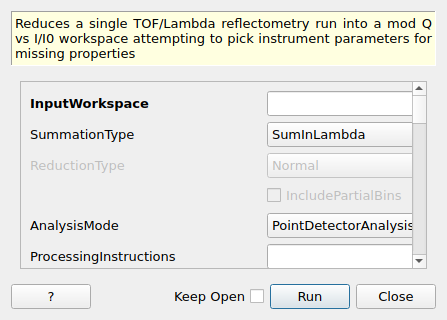 Reduces a single TOF/Lambda reflectometry run into a mod Q
vs I/I0 workspace attempting to pick instrument parameters for
missing properties
InputWorkspace
SummationType SumInLambda
ReductionType Normal
IncludePartialBins
AnalysisMode PointDetectorAnalysis
ProcessingInstructions
? Keep Open Run Close